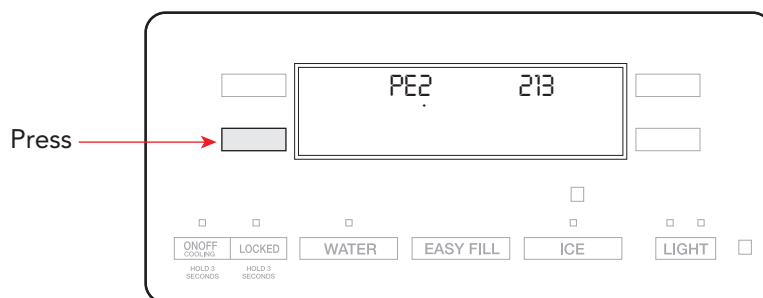 PE2 213
Press
ONOFF LOCKED WATER EASY FILL ICE LIGHT
COOLING
HOLD 3 HOLD 3
SECONDS SECONDS